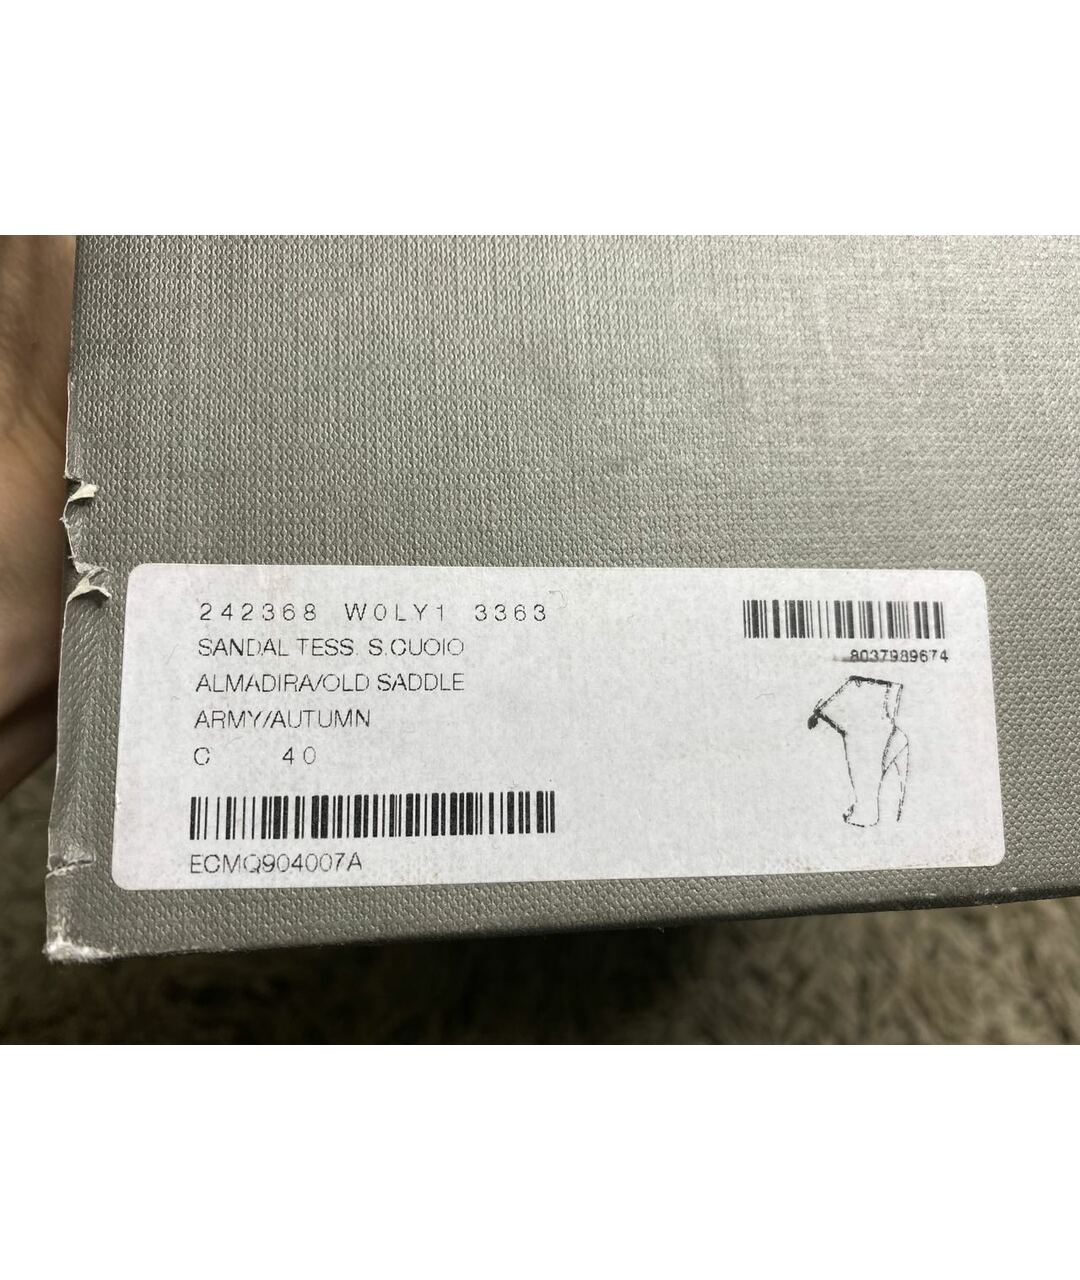 242368 W0LY1 3363
SANDAL TESS. S.CUOIO
ALMADIRA/OLD SADDLE
ARMY/AUTUMN
C 40
ECMQ904007A
8037989674